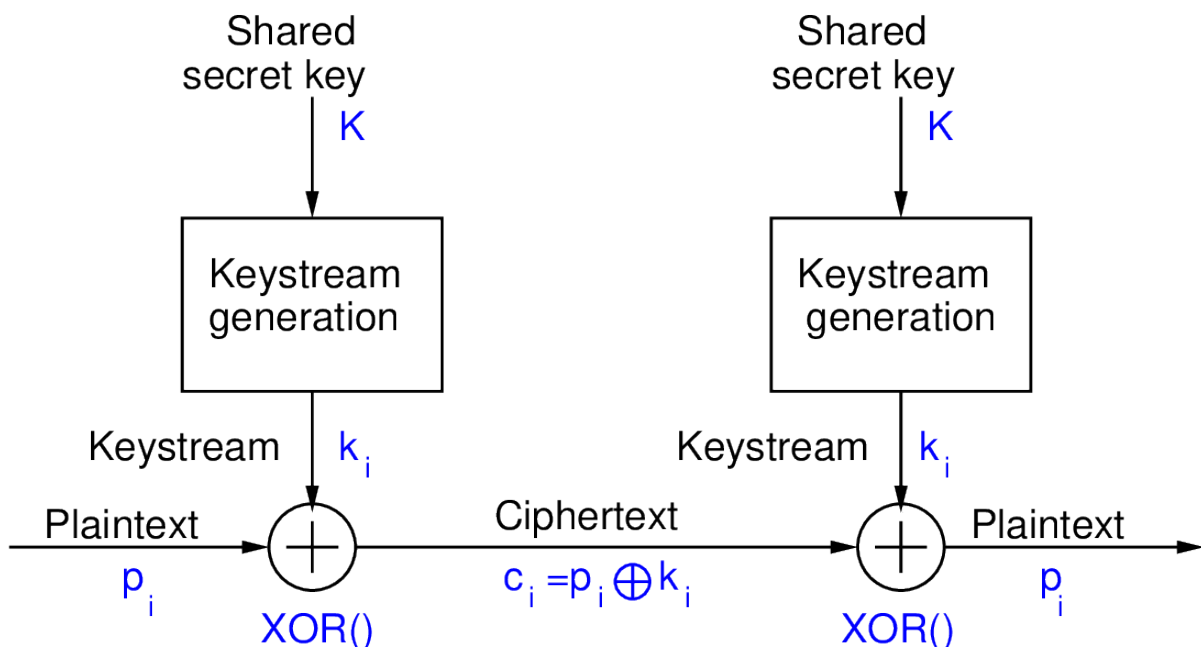 Shared
secret key
K
Keystream
generation
Keystream
k i
Plaintext
p i
XOR()
Ciphertext
c i =p i ⊕ k i
Shared
secret key
K
Keystream
generation
Keystream
k i
XOR()
Plaintext
p i